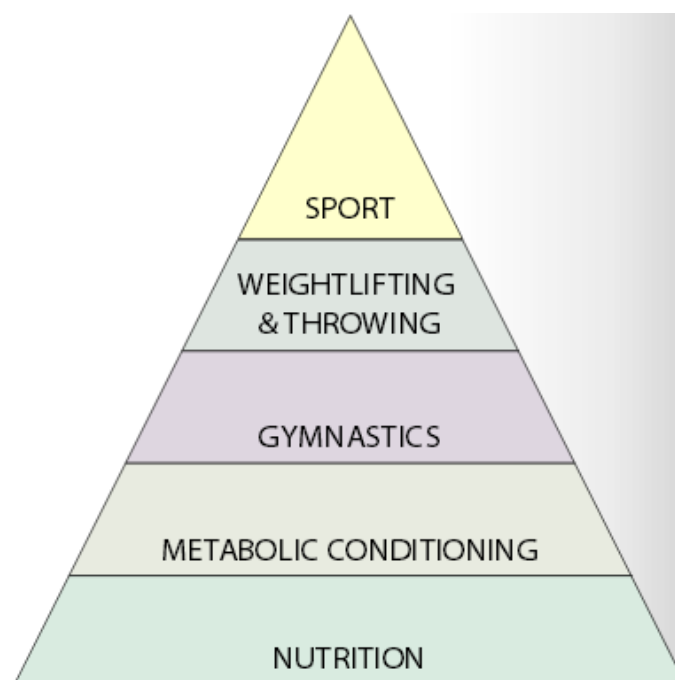 SPORT
WEIGHTLIFTING
& THROWING
GYMNASTICS
METABOLIC CONDITIONING
NUTRITION